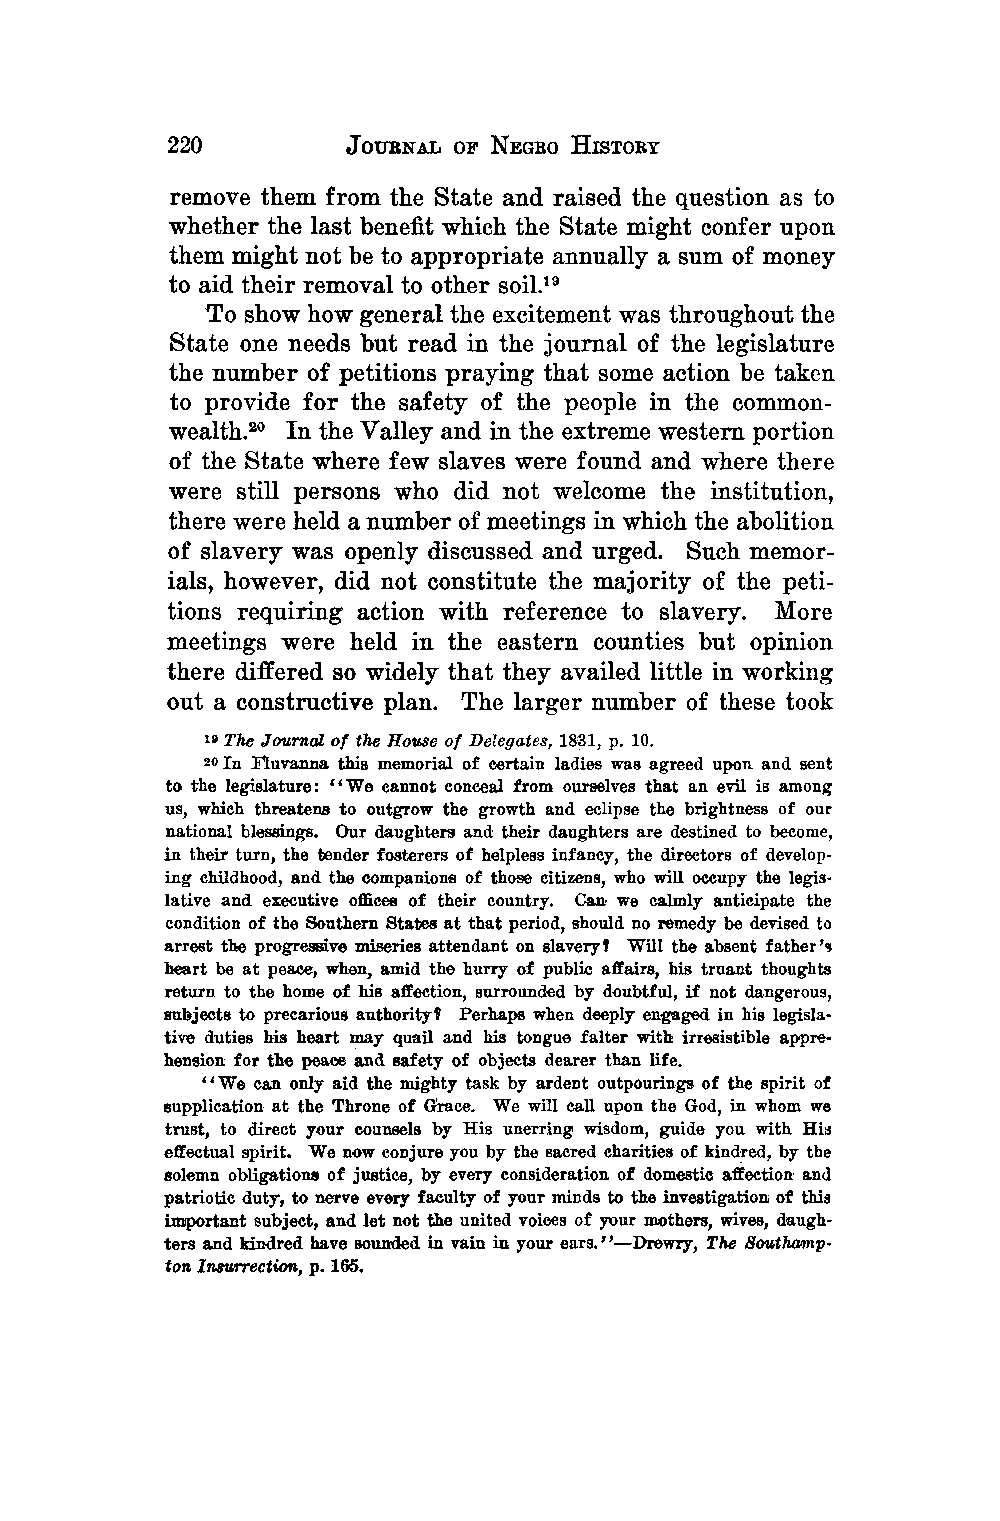 220 JOURNAL OF NEGRO HISTORY
remove them from the State and raised the question as to
whether the last benefit which the State might confer upon
them might not be to appropriate annually a sum of money
to aid their removal to other soil.¹⁹
To show how general the excitement was throughout the
State one needs but read in the journal of the legislature
the number of petitions praying that some action be taken
to provide for the safety of the people in the common-
wealth.²⁰ In the Valley and in the extreme western portion
of the State where few slaves were found and where there
were still persons who did not welcome the institution,
there were held a number of meetings in which the abolition
of slavery was openly discussed and urged. Such memor-
ials, however, did not constitute the majority of the peti-
tions requiring action with reference to slavery. More
meetings were held in the eastern counties but opinion
there differed so widely that they availed little in working
out a constructive plan. The larger number of these took
¹⁹ The Journal of the House of Delegates, 1831, p. 10.
²⁰ In Fluvanna this memorial of certain ladies was agreed upon and sent
to the legislature: "We cannot conceal from ourselves that an evil is among
us, which threatens to outgrow the growth and eclipse the brightness of our
national blessings. Our daughters and their daughters are destined to become,
in their turn, the tender fosterers of helpless infancy, the directors of develop-
ing childhood, and the companions of those citizens, who will occupy the legis-
lative and executive offices of their country. Can we calmly anticipate the
condition of the Southern States at that period, should no remedy be devised to
arrest the progressive miseries attendant on slavery? Will the absent father's
heart be at peace, when, amid the hurry of public affairs, his truant thoughts
return to the home of his affection, surrounded by doubtful, if not dangerous,
subjects to precarious authority? Perhaps when deeply engaged in his legisla-
tive duties his heart may quail and his tongue falter with irresistible appre-
hension for the peace and safety of objects dearer than life.
"We can only aid the mighty task by ardent outpourings of the spirit of
supplication at the Throne of Grace. We will call upon the God, in whom we
trust, to direct your counsels by His unerring wisdom, guide you with His
effectual spirit. We now conjure you by the sacred charities of kindred, by the
solemn obligations of justice, by every consideration of domestic affection and
patriotic duty, to nerve every faculty of your minds to the investigation of this
important subject, and let not the united voices of your mothers, wives, daugh-
ters and kindred have sounded in vain in your ears."—Drewry, The Southamp-
ton Insurrection, p. 165.